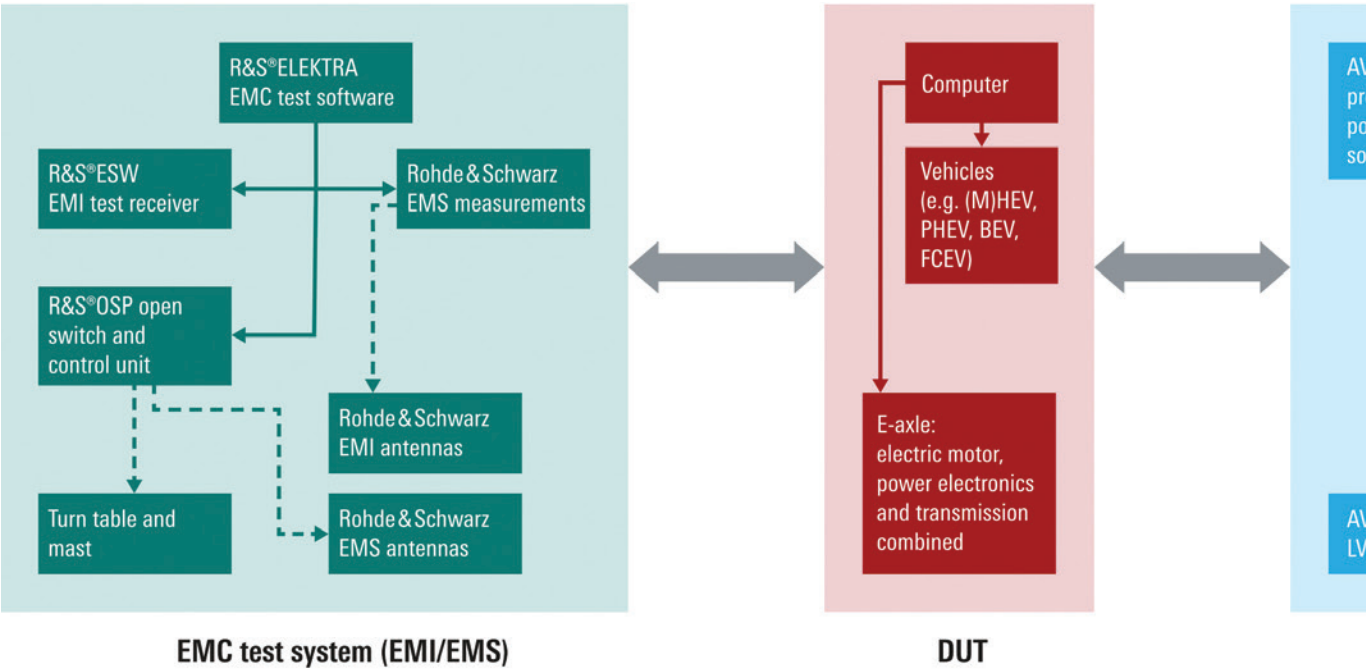 R&S®ELEKTRA
EMC test software
R&S®ESW
EMI test receiver
Rohde & Schwarz
EMS measurements
R&S®OSP open
switch and
control unit
Rohde & Schwarz
EMI antennas
Turn table and
mast
Rohde & Schwarz
EMS antennas
EMC test system (EMI/EMS)
Computer
Vehicles
(e.g. (M)HEV,
PHEV, BEV,
FCEV)
E-axle:
electric motor,
power electronics
and transmission
combined
DUT